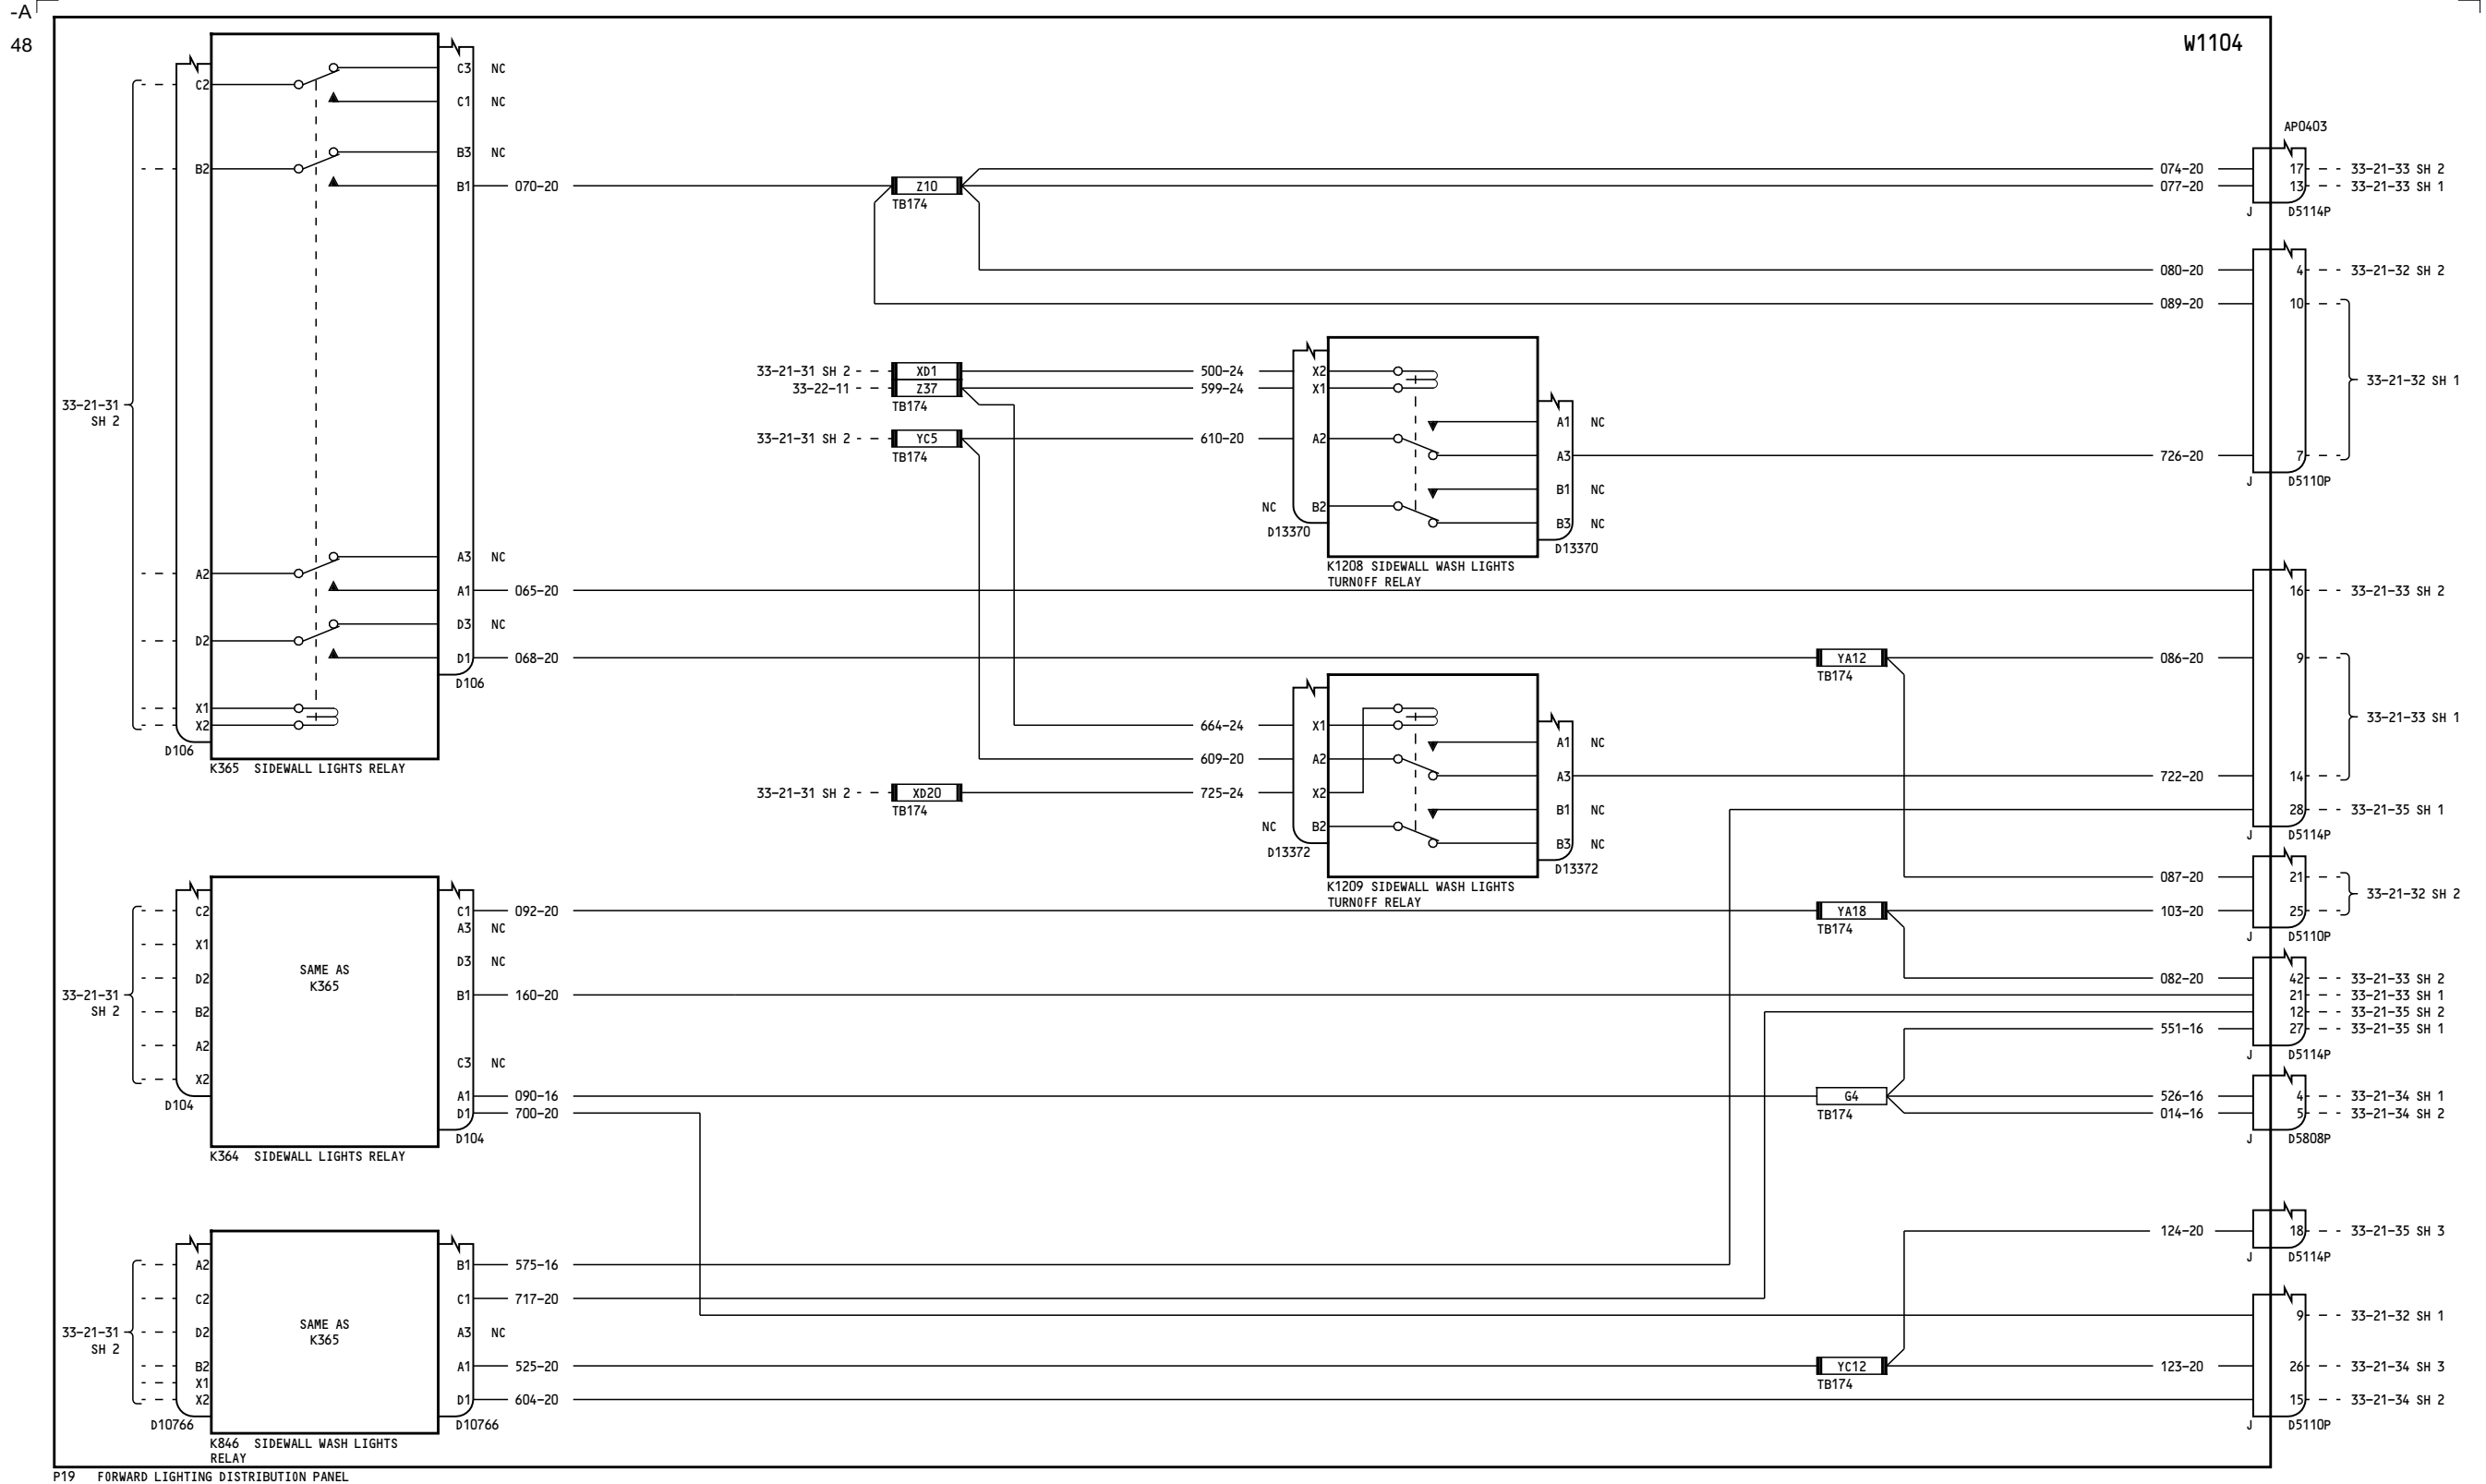 -A
48
W1104
AP0403
C2
C3 NC
C1 NC
B2
B3 NC
B1 070-20
Z10
TB174
074-20 17 33-21-33 SH 2
077-20 13 33-21-33 SH 1
J D5114P
080-20 4 33-21-32 SH 2
089-20 10
33-21-32 SH 1
33-21-31
SH 2
33-21-31 SH 2 XD1 500-24 X2
33-22-11 Z37 599-24 X1
TB174
33-21-31 SH 2 YC5 610-20 A2
TB174
A1 NC
A3 726-20 7
B1 NC
J D5110P
NC B2
B3 NC
D13370
D13370
K1208 SIDEWALL WASH LIGHTS
TURNOFF RELAY
A3 NC
A2
A1 065-20 16 33-21-33 SH 2
D3 NC
D2
D1 068-20 YA12 086-20 9
TB174
D106
33-21-33 SH 1
X1
X2
D106
K365 SIDEWALL LIGHTS RELAY
664-24 X1
609-20 A2
33-21-31 SH 2 XD20 725-24 X2
TB174
NC B2
D13372
A1 NC
A3 722-20 14
B1 NC
28 33-21-35 SH 1
B3 NC
J D5114P
D13372
K1209 SIDEWALL WASH LIGHTS
TURNOFF RELAY
087-20 21
33-21-32 SH 2
C2
C1 092-20 YA18 103-20 25
TB174
J D5110P
A3 NC
X1
D3 NC
D2
SAME AS
K365
082-20 42 33-21-33 SH 2
33-21-31
SH 2
B1 160-20 21 33-21-33 SH 1
B2
12 33-21-35 SH 2
551-16 27 33-21-35 SH 1
J D5114P
A2
C3 NC
X2
D104
A1 090-16 G4 526-16 4 33-21-34 SH 1
TB174
D1 700-20
014-16 5 33-21-34 SH 2
D104
J D5808P
K364 SIDEWALL LIGHTS RELAY
124-20 18 33-21-35 SH 3
J D5114P
A2
B1 575-16
C2
C1 717-20
9 33-21-32 SH 1
33-21-31
SH 2
D2
SAME AS
K365
A3 NC
B2
A1 525-20 YC12 123-20 26 33-21-34 SH 3
TB174
X1
X2
D1 604-20 15 33-21-34 SH 2
D10766
D10766
J D5110P
K846 SIDEWALL WASH LIGHTS
RELAY
P19 FORWARD LIGHTING DISTRIBUTION PANEL